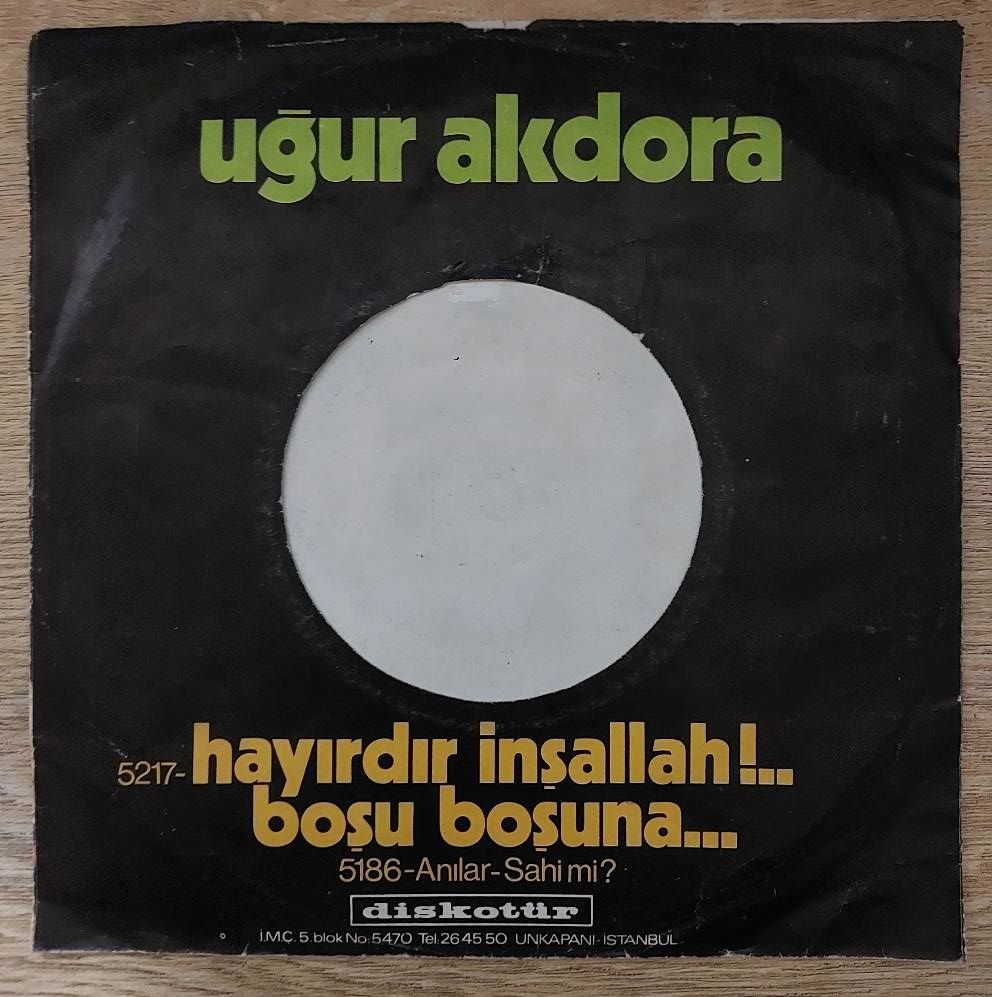 uğur akdora
5217-hayırdır inşallah!..
boşu boşuna...
5186-Anılar-Sahi mi?
diskotür
İ.M.Ç. 5. blok No: 5470 Tel: 26 45 50 UNKAPANI-İSTANBUL